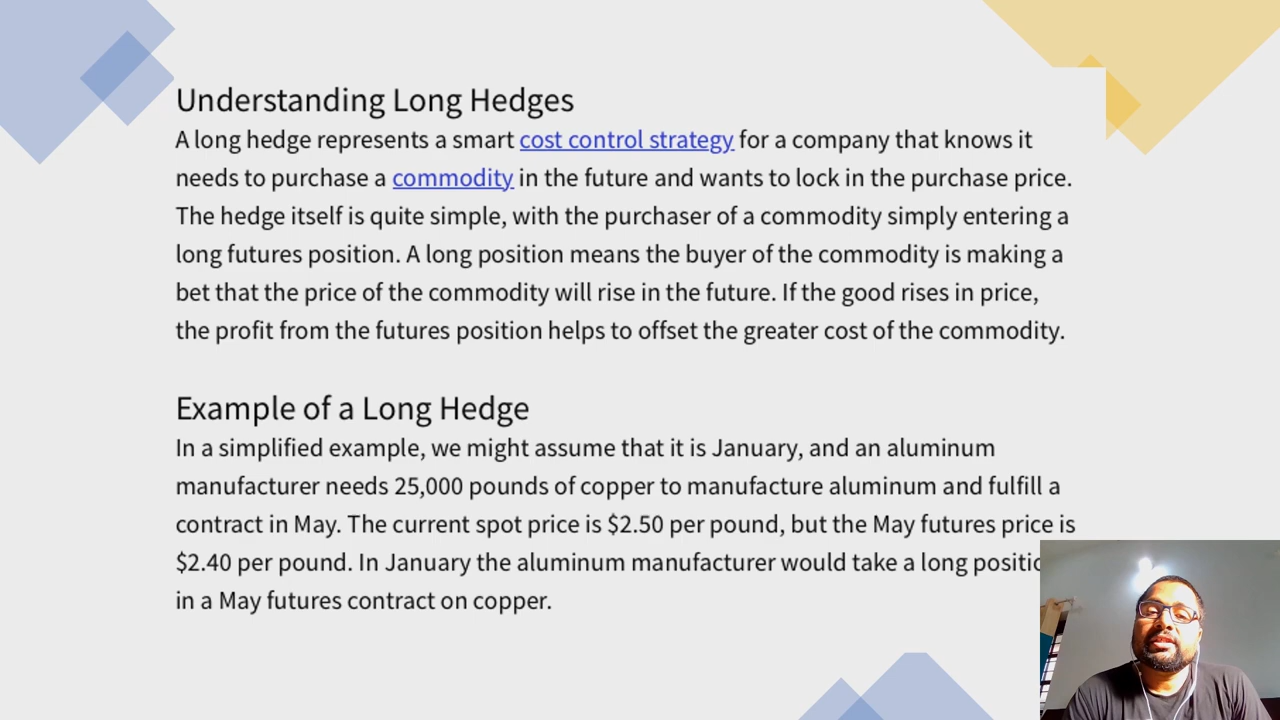 Understanding Long Hedges
A long hedge represents a smart cost control strategy for a company that knows it
needs to purchase a commodity in the future and wants to lock in the purchase price.
The hedge itself is quite simple, with the purchaser of a commodity simply entering a
long futures position. A long position means the buyer of the commodity is making a
bet that the price of the commodity will rise in the future. If the good rises in price,
the profit from the futures position helps to offset the greater cost of the commodity.
Example of a Long Hedge
In a simplified example, we might assume that it is January, and an aluminum
manufacturer needs 25,000 pounds of copper to manufacture aluminum and fulfill a
contract in May. The current spot price is $2.50 per pound, but the May futures price is
$2.40 per pound. In January the aluminum manufacturer would take a long positio
in a May futures contract on copper.